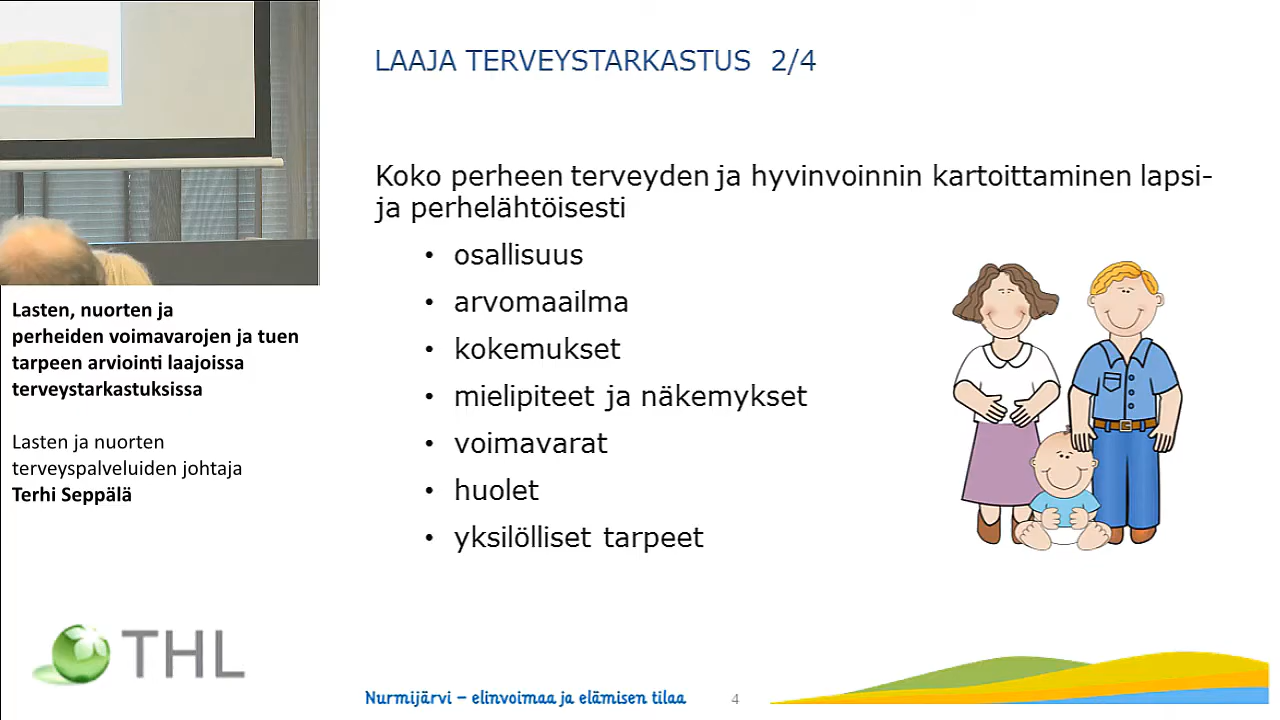 LAAJA TERVEYSTARKASTUS 2/4
Koko perheen terveyden ja hyvinvoinnin kartoittaminen lapsi-
ja perhelähtöisesti
• osallisuus
• arvomaailma
• kokemukset
• mielipiteet ja näkemykset
• voimavarat
• huolet
• yksilölliset tarpeet
Lasten, nuorten ja
perheiden voimavarojen ja tuen
tarpeen arviointi laajoissa
terveystarkastuksissa
Lasten ja nuorten
terveyspalveluiden johtaja
Terhi Seppälä
THL
Nurmijärvi – elinvoimaa ja elämisen tilaa
4